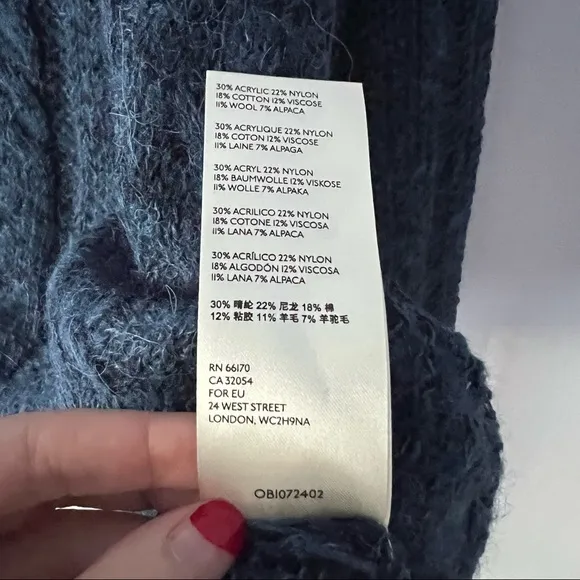 30% ACRYLIC 22% NYLON
18% COTTON 12% VISCOSE
11% WOOL 7% ALPACA
30% ACRYLIQUE 22% NYLON
18% COTON 12% VISCOSE
11% LAINE 7% ALPAGA
30% ACRYL 22% NYLON
18% BAUMWOLLE 12% VISKOSE
11% WOLLE 7% ALPAKA
30% ACRILICO 22% NYLON
18% COTONE 12% VISCOSA
11% LANA 7% ALPACA
30% ACRÍLICO 22% NYLON
18% ALGODÓN 12% VISCOSA
11% LANA 7% ALPACA
30% 晴纶 22% 尼龙 18% 棉
12% 粘胶 11% 羊毛 7% 羊驼毛
RN 66170
CA 32054
FOR EU
24 WEST STREET
LONDON, WC2H9NA
OB1072402